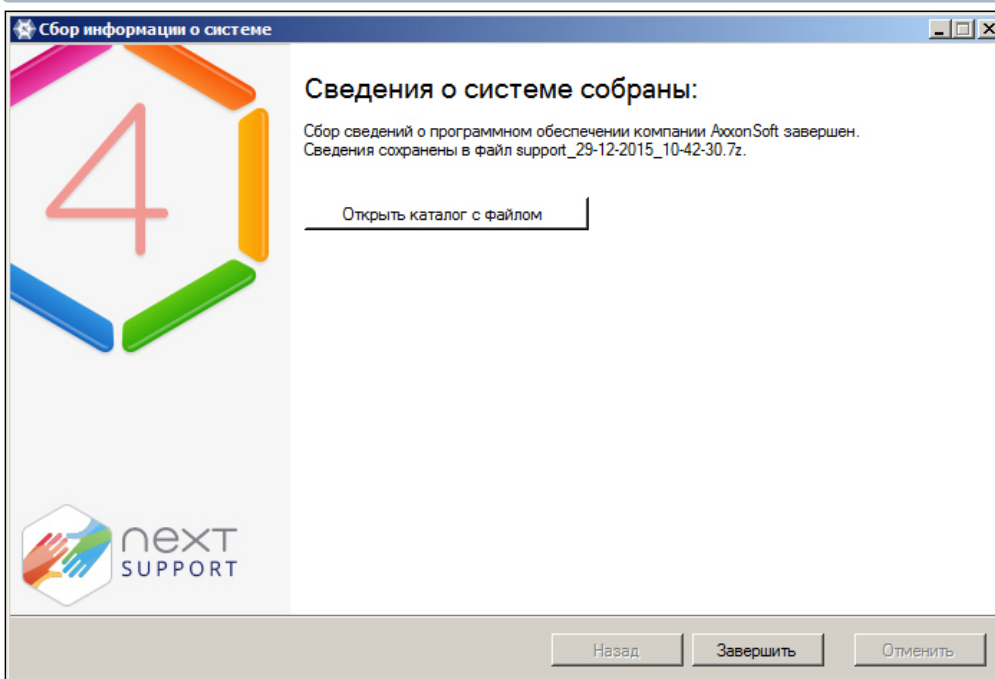 Сбор информации о системе
4
Сведения о системе собраны:
Сбор сведений о программном обеспечении компании AxxonSoft завершен.
Сведения сохранены в файл support_29-12-2015_10-42-30.7z.
Открыть каталог с файлом
next
SUPPORT
Назад
Завершить
Отменить